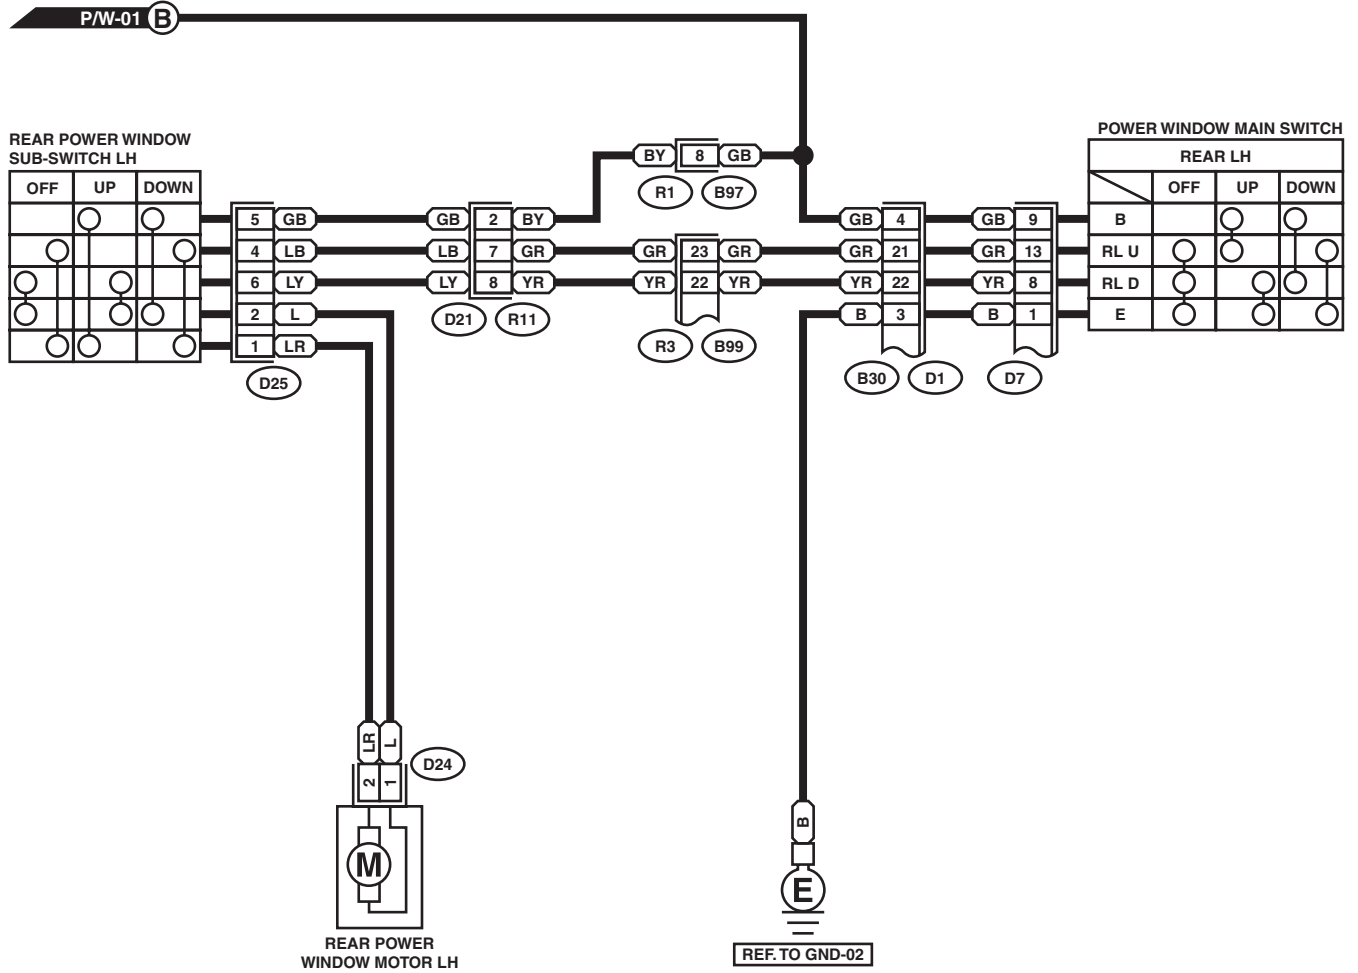 P/W-01 B
POWER WINDOW MAIN SWITCH
REAR POWER WINDOW
SUB-SWITCH LH
REAR LH
BY 8 GB
OFF UP DOWN
OFF UP DOWN
R1 B97
5 GB GB 2 BY GB 4 GB 9 B
4 LB LB 7 GR GR 23 GR GR 21 GR 13 RL U
6 LY LY 8 YR YR 22 YR YR 22 YR 8 RL D
2 L D21 R11 B 3 B 1 E
1 LR R3 B99
D25 B30 D1 D7
LR L
D24
2 1
B
M
E
REAR POWER
WINDOW MOTOR LH
REF. TO GND-02